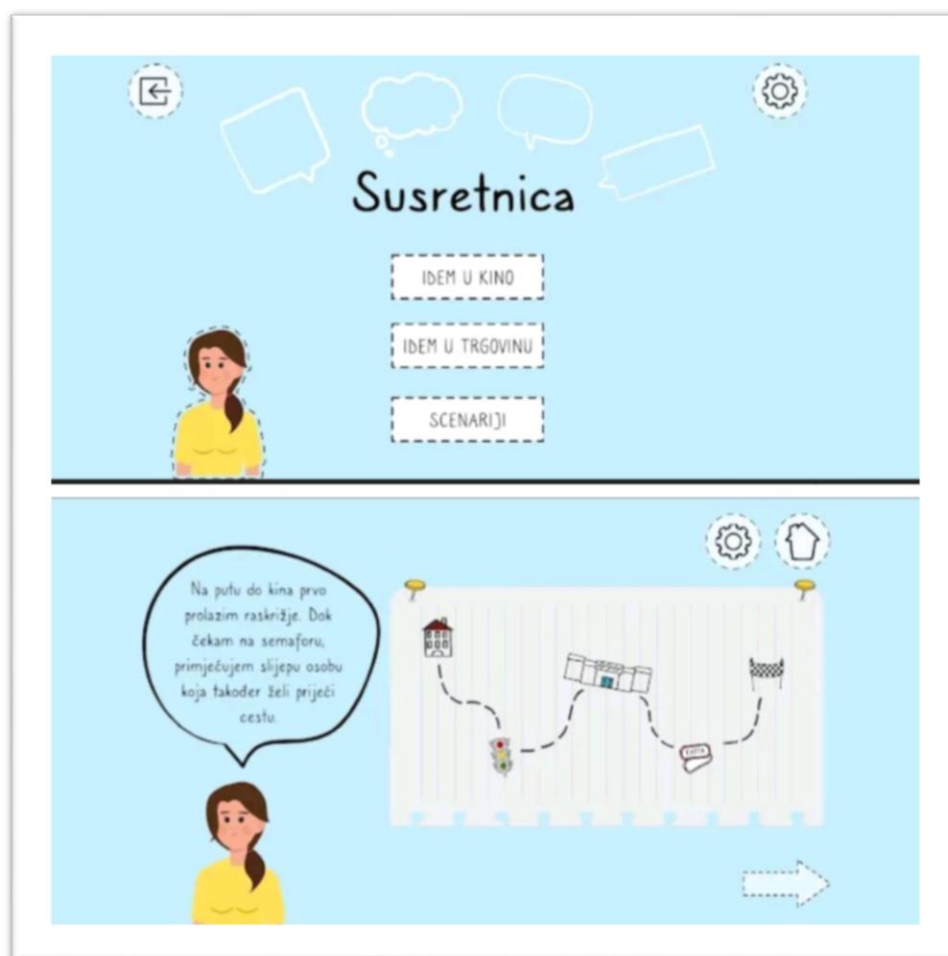 Susretnica
IDEM U KINO
IDEM U TRGOVINU
SCENARIJI
Na putu do kina prvo
prolazim raskrižje. Dok
čekam na semaforu,
primjećujem slijepu osobu
koja također želi prijeći
cestu.